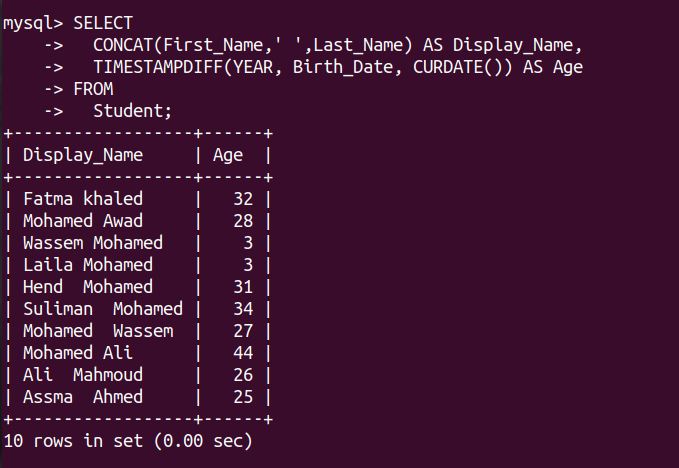 mysql> SELECT
    ->   CONCAT(First_Name,' ',Last_Name) AS Display_Name,
    ->   TIMESTAMPDIFF(YEAR, Birth_Date, CURDATE()) AS Age
    -> FROM
    ->   Student;
+------------------+------+
| Display_Name     | Age  |
+------------------+------+
| Fatma khaled     |   32 |
| Mohamed Awad     |   28 |
| Wassem Mohamed   |    3 |
| Laila Mohamed    |    3 |
| Hend  Mohamed    |   31 |
| Suliman  Mohamed |   34 |
| Mohamed  Wassem  |   27 |
| Mohamed Ali      |   44 |
| Ali  Mahmoud     |   26 |
| Assma  Ahmed     |   25 |
+------------------+------+
10 rows in set (0.00 sec)